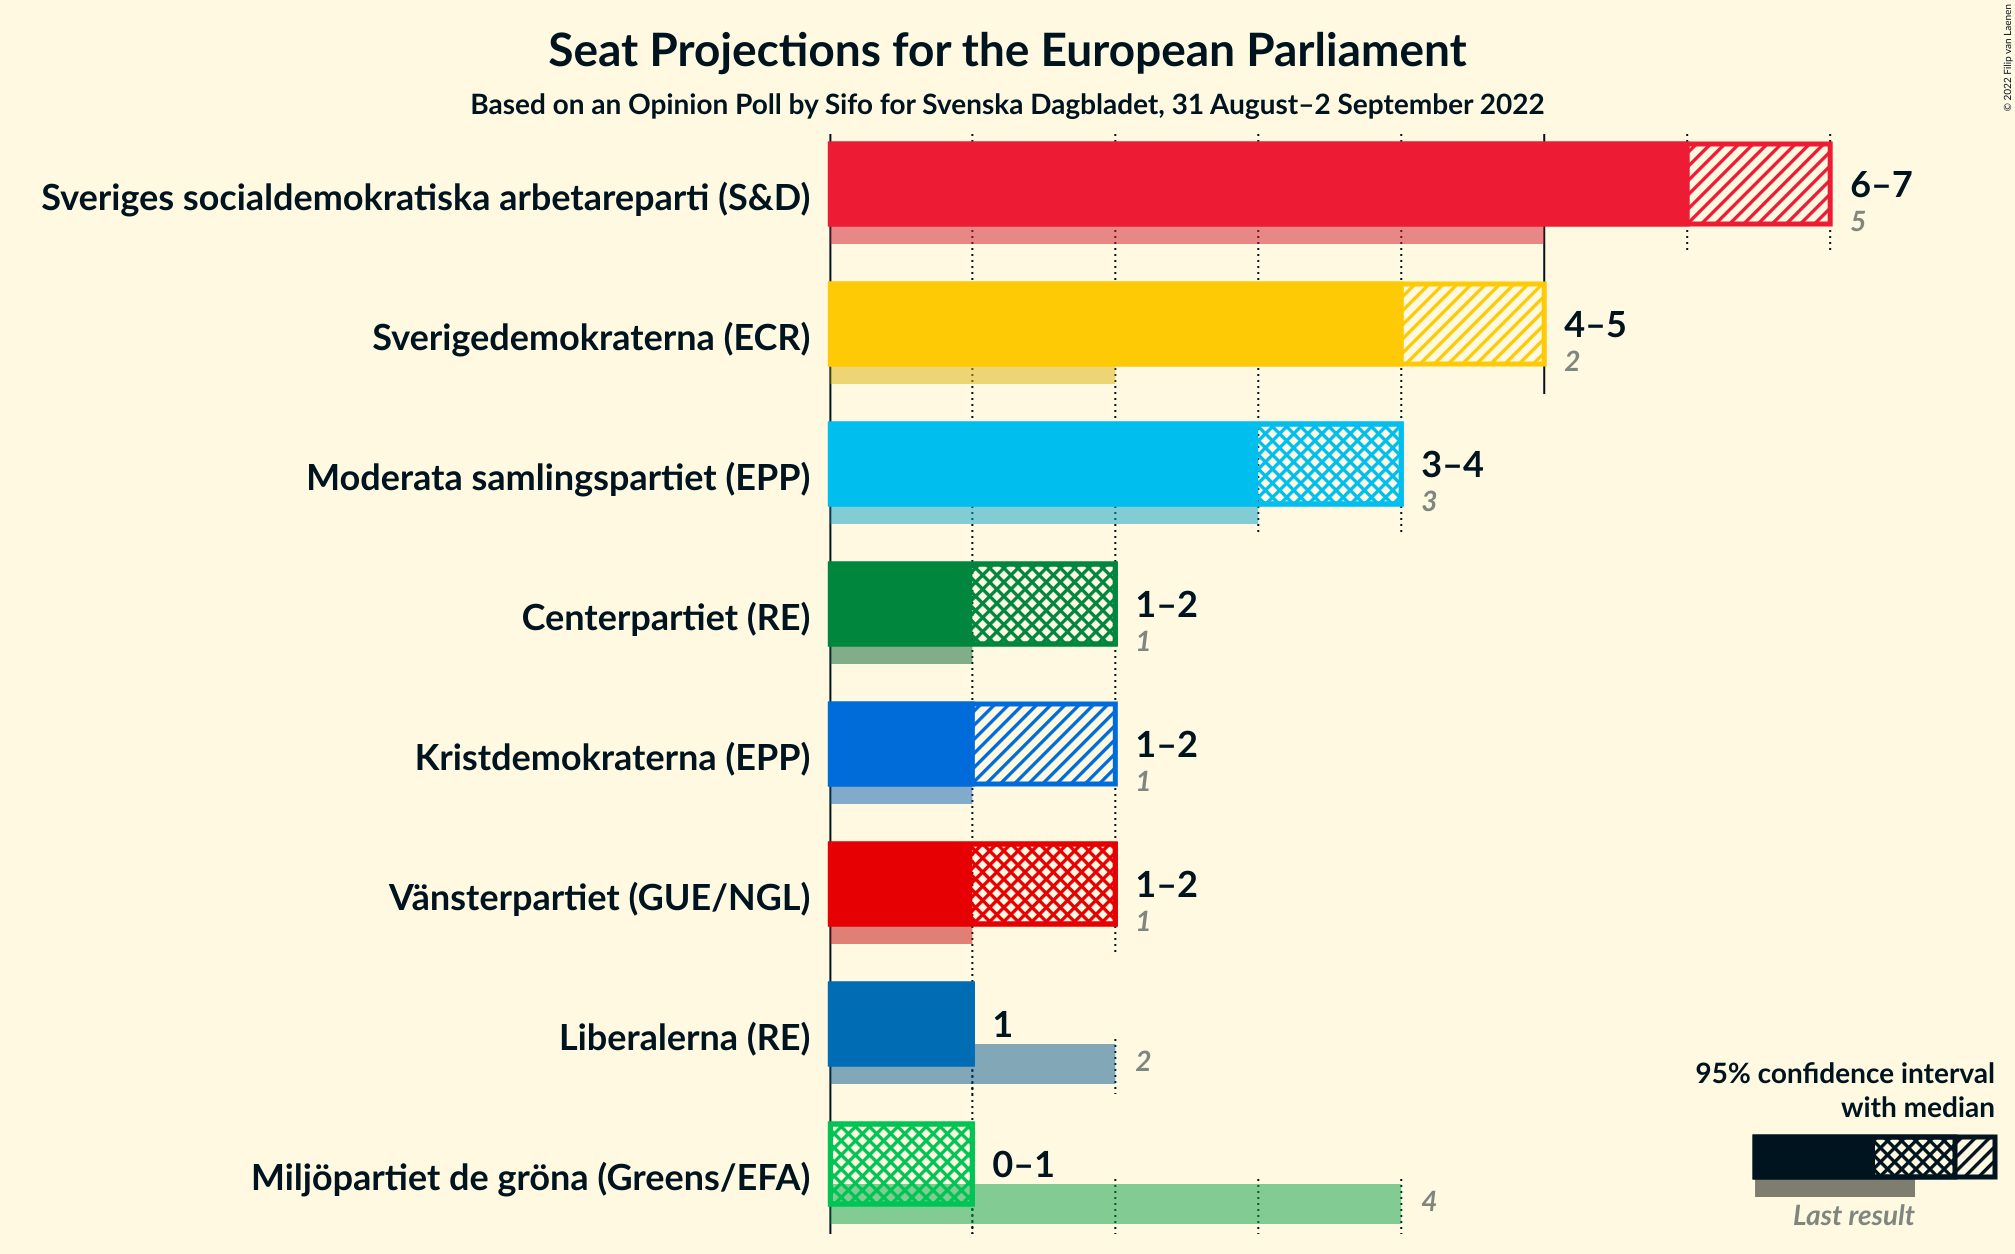 Seat Projections for the European Parliament
Based on an Opinion Poll by Sifo for Svenska Dagbladet, 31 August–2 September 2022
© 2022 Filip van Laenen
Sveriges socialdemokratiska arbetareparti (S&D)
6–7
5
Sverigedemokraterna (ECR)
4–5
2
Moderata samlingspartiet (EPP)
3–4
3
Centerpartiet (RE)
1–2
1
Kristdemokraterna (EPP)
1–2
1
Vänsterpartiet (GUE/NGL)
1–2
1
Liberalerna (RE)
1
2
Miljöpartiet de gröna (Greens/EFA)
0–1
4
95% confidence interval
with median
Last result